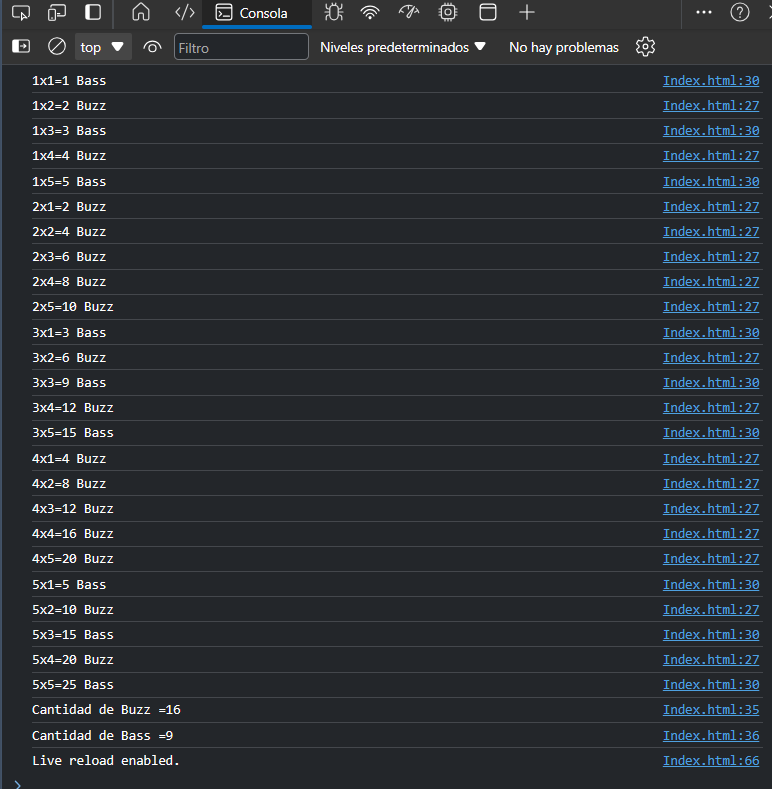 Consola
top Filtro Niveles predeterminados No hay problemas
1x1=1 Bass Index.html:30
1x2=2 Buzz Index.html:27
1x3=3 Bass Index.html:30
1x4=4 Buzz Index.html:27
1x5=5 Bass Index.html:30
2x1=2 Buzz Index.html:27
2x2=4 Buzz Index.html:27
2x3=6 Buzz Index.html:27
2x4=8 Buzz Index.html:27
2x5=10 Buzz Index.html:27
3x1=3 Bass Index.html:30
3x2=6 Buzz Index.html:27
3x3=9 Bass Index.html:30
3x4=12 Buzz Index.html:27
3x5=15 Bass Index.html:30
4x1=4 Buzz Index.html:27
4x2=8 Buzz Index.html:27
4x3=12 Buzz Index.html:27
4x4=16 Buzz Index.html:27
4x5=20 Buzz Index.html:27
5x1=5 Bass Index.html:30
5x2=10 Buzz Index.html:27
5x3=15 Bass Index.html:30
5x4=20 Buzz Index.html:27
5x5=25 Bass Index.html:30
Cantidad de Buzz =16 Index.html:35
Cantidad de Bass =9 Index.html:36
Live reload enabled. Index.html:66